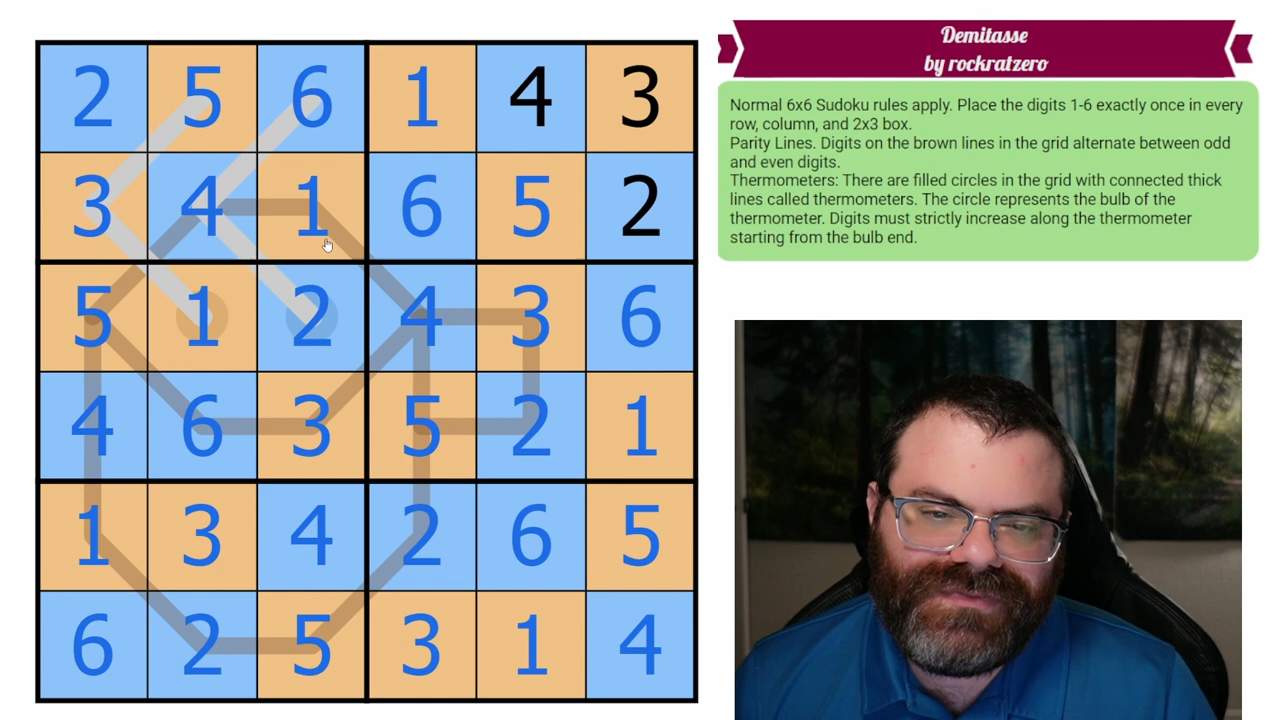 2 5 6 1 4 3
3 4 1 6 5 2
5 1 2 4 3 6
4 6 3 5 2 1
1 3 4 2 6 5
6 2 5 3 1 4
Demitasse
by rockratzero
Normal 6x6 Sudoku rules apply. Place the digits 1-6 exactly once in every
row, column, and 2x3 box.
Parity Lines. Digits on the brown lines in the grid alternate between odd
and even digits.
Thermometers: There are filled circles in the grid with connected thick
lines called thermometers. The circle represents the bulb of the
thermometer. Digits must strictly increase along the thermometer
starting from the bulb end.